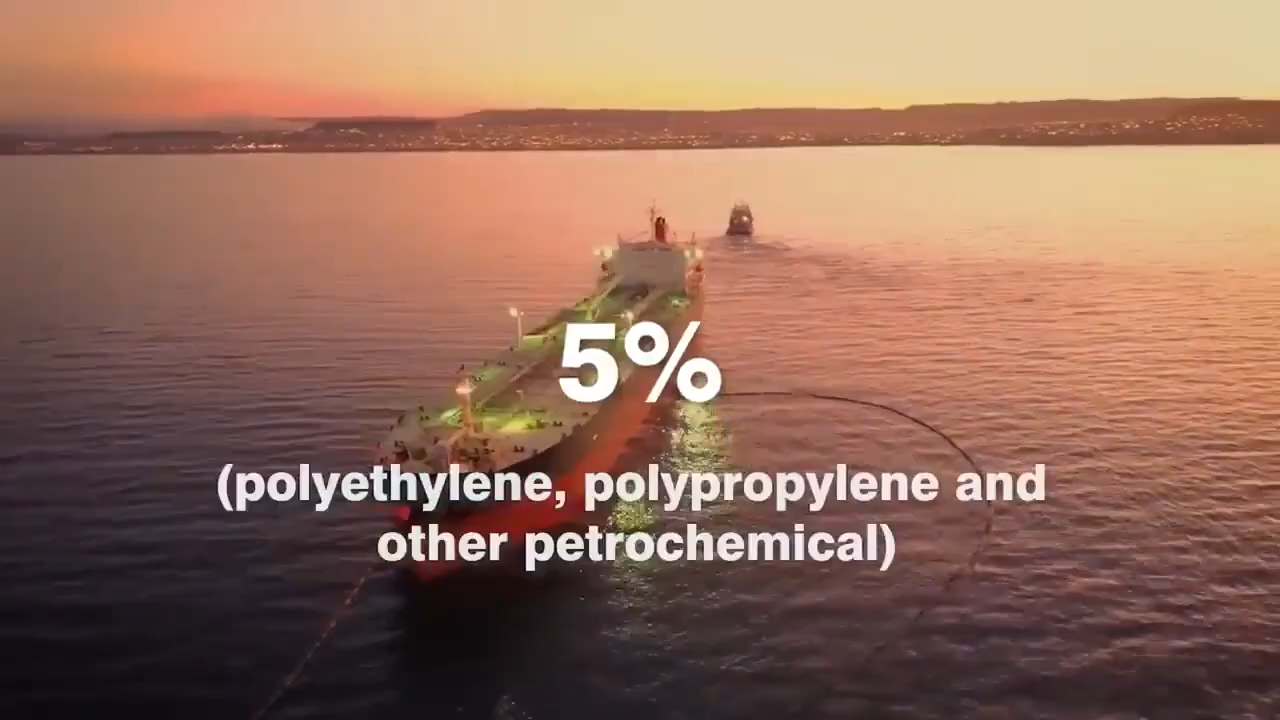 5%
(polyethylene, polypropylene and
other petrochemical)